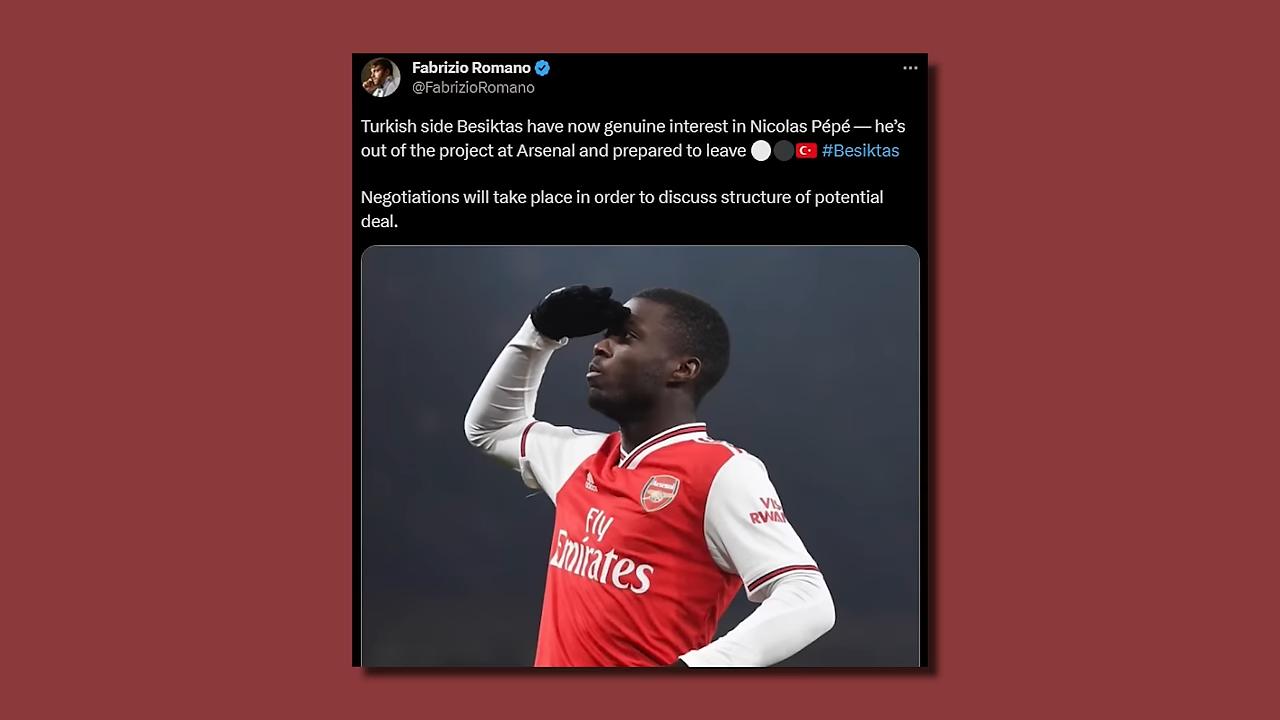 Fabrizio Romano
@FabrizioRomano
Turkish side Besiktas have now genuine interest in Nicolas Pépé — he's
out of the project at Arsenal and prepared to leave ⚪⚫🇹🇷 #Besiktas
Negotiations will take place in order to discuss structure of potential
deal.
Arsenal
Fly
Emirates